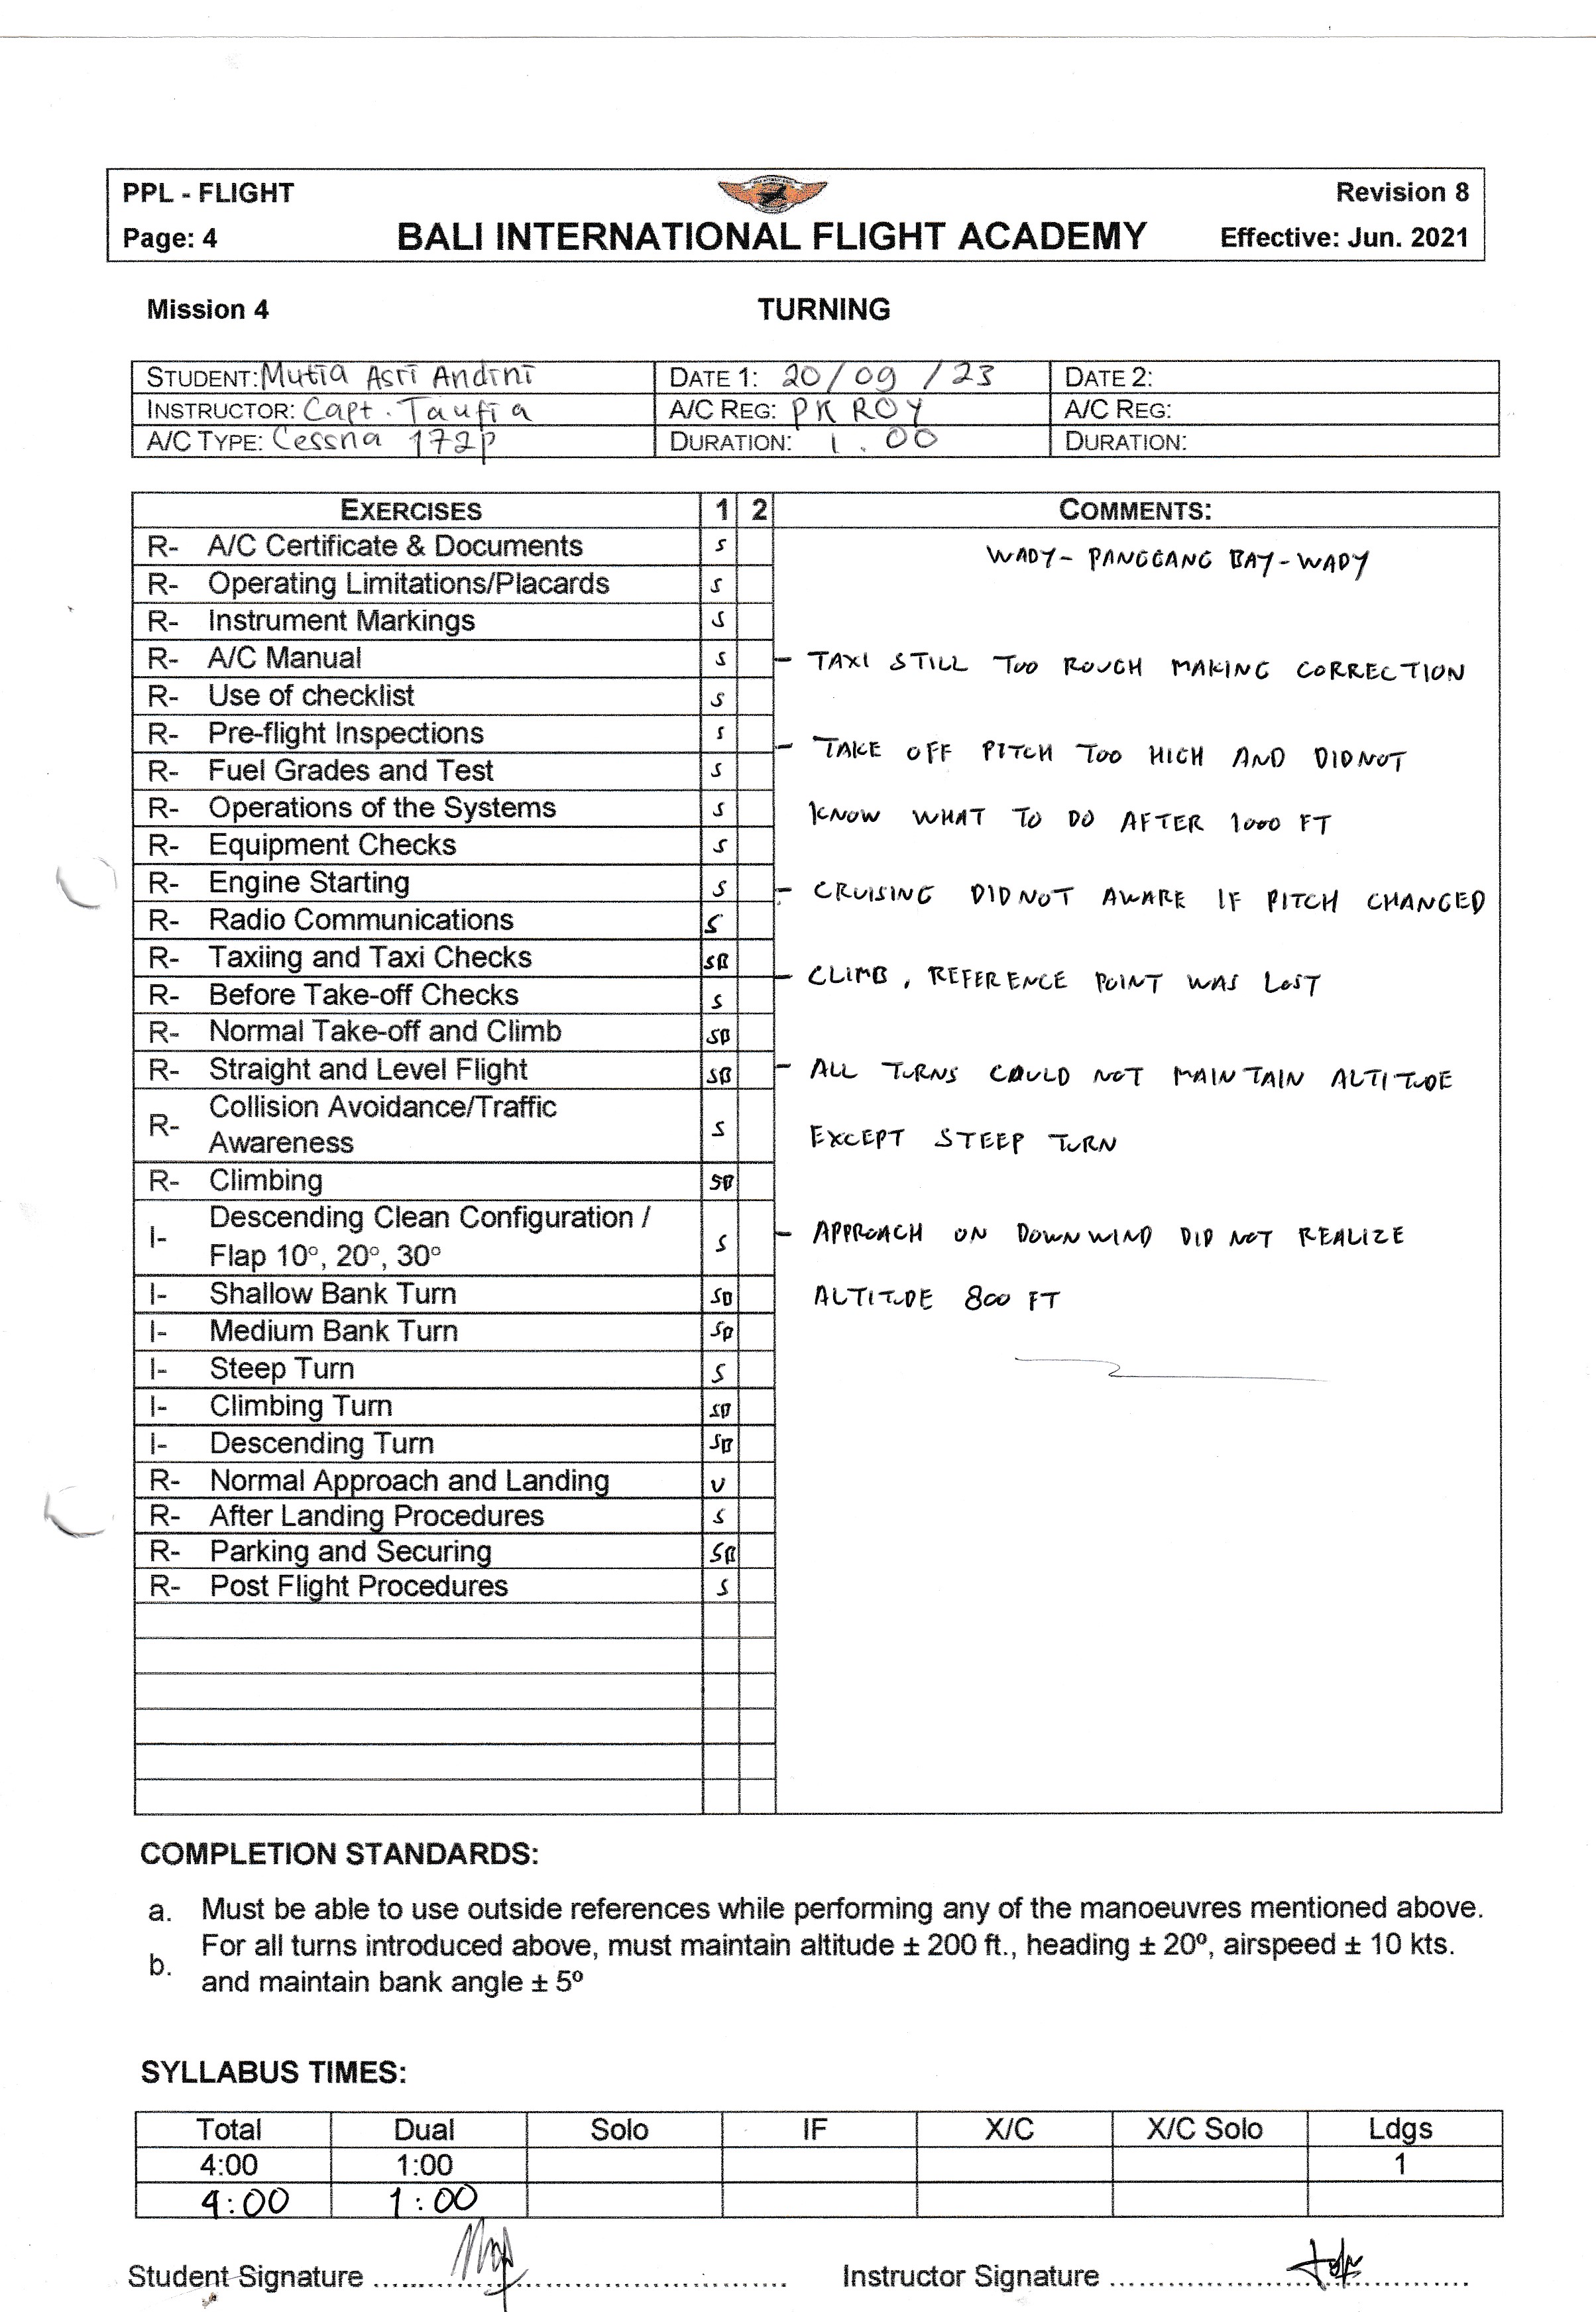 PPL - FLIGHT
Revision 8
Page: 4
BALI INTERNATIONAL FLIGHT ACADEMY
Effective: Jun. 2021
Mission 4
TURNING
STUDENT: Mutia Asri Andini
DATE 1: 20/09/23
DATE 2:
INSTRUCTOR: Capt. Taufiq
A/C REG: PK ROY
A/C REG:
A/C TYPE: Cessna 172p
DURATION: 1.00
DURATION:
EXERCISES 1 2
R- A/C Certificate & Documents S
R- Operating Limitations/Placards S
R- Instrument Markings S
R- A/C Manual S
R- Use of checklist S
R- Pre-flight Inspections S
R- Fuel Grades and Test S
R- Operations of the Systems S
R- Equipment Checks S
R- Engine Starting S
R- Radio Communications S
R- Taxiing and Taxi Checks SB
R- Before Take-off Checks S
R- Normal Take-off and Climb SB
R- Straight and Level Flight SB
R- Collision Avoidance/Traffic
Awareness S
R- Climbing SB
I- Descending Clean Configuration /
Flap 10°, 20°, 30° S
I- Shallow Bank Turn SB
I- Medium Bank Turn SB
I- Steep Turn S
I- Climbing Turn SB
I- Descending Turn SB
R- Normal Approach and Landing U
R- After Landing Procedures S
R- Parking and Securing SB
R- Post Flight Procedures S
COMMENTS:
WADY - PANGGANG BAY - WADY
- TAXI STILL TOO ROUGH MAKING CORRECTION
- TAKE OFF PITCH TOO HIGH AND DID NOT
KNOW WHAT TO DO AFTER 1000 FT
- CRUISING DID NOT AWARE IF PITCH CHANGED
- CLIMB, REFERENCE POINT WAS LOST
- ALL TURNS COULD NOT MAINTAIN ALTITUDE
EXCEPT STEEP TURN
- APPROACH ON DOWNWIND DID NOT REALIZE
ALTITUDE 800 FT
COMPLETION STANDARDS:
a. Must be able to use outside references while performing any of the manoeuvres mentioned above.
b. For all turns introduced above, must maintain altitude ± 200 ft., heading ± 20º, airspeed ± 10 kts.
and maintain bank angle ± 5º
SYLLABUS TIMES:
Total Dual Solo IF X/C X/C Solo Ldgs
4:00 1:00 1
4:00 1:00
Student Signature ..........
Instructor Signature ..........